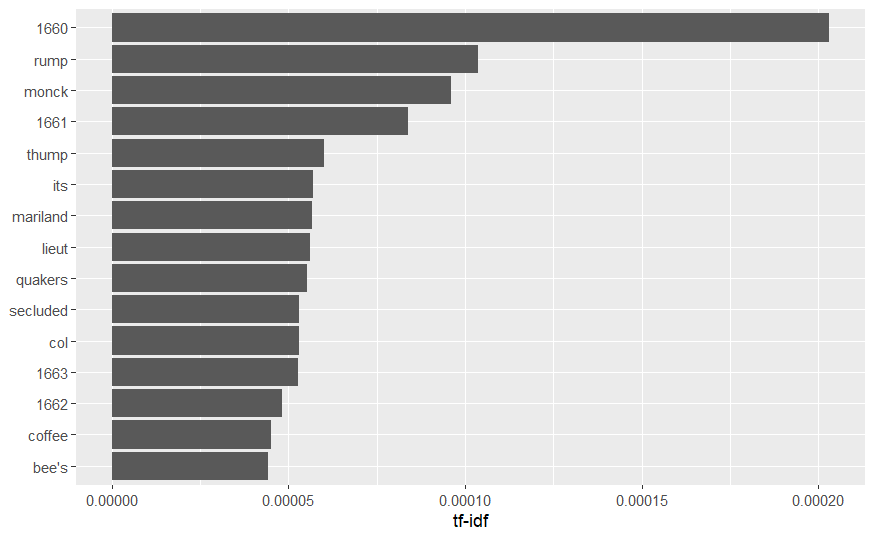 1660
rump
monck
1661
thump
its
mariland
lieut
quakers
secluded
col
1663
1662
coffee
bee's
0.00000 0.00005 0.00010 0.00015 0.00020
tf-idf